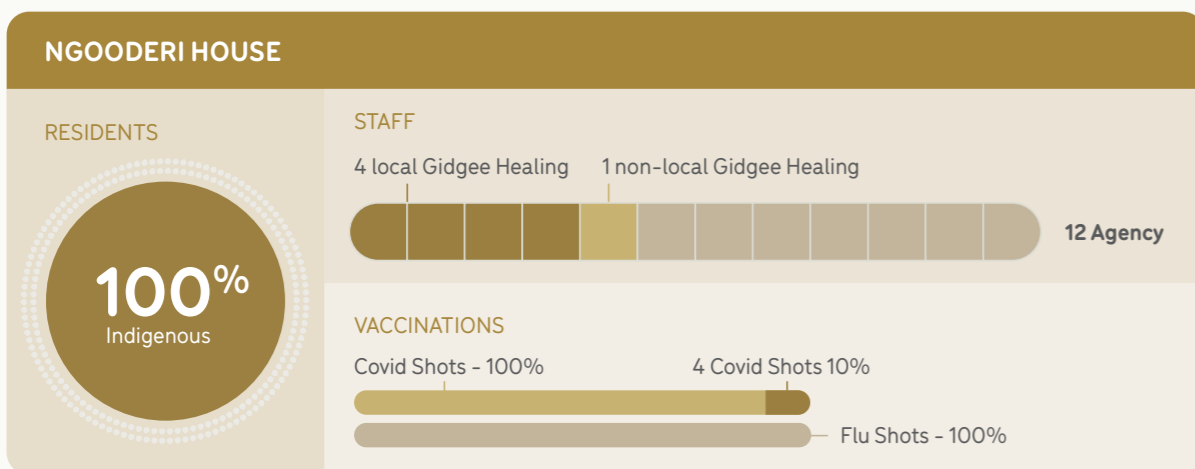 NGOODERI HOUSE
RESIDENTS
100%
Indigenous
STAFF
4 local Gidgee Healing
1 non-local Gidgee Healing
12 Agency
VACCINATIONS
Covid Shots - 100%
4 Covid Shots 10%
Flu Shots - 100%